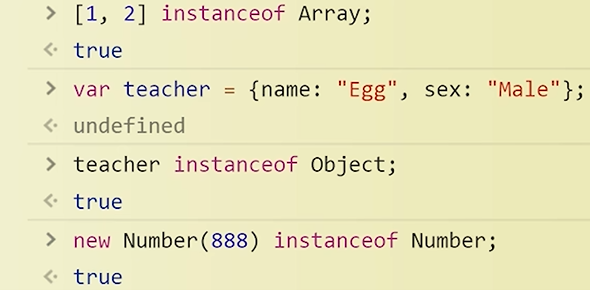 > [1, 2] instanceof Array;
<· true
> var teacher = {name: "Egg", sex: "Male"};
<· undefined
> teacher instanceof Object;
<· true
> new Number(888) instanceof Number;
<· true